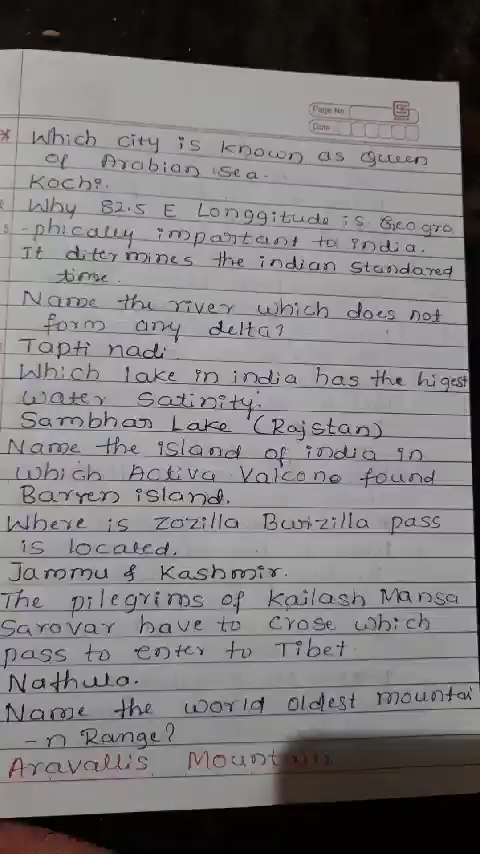 Page No
Date
* Which city is known as queen
of Arabian sea.
Kochi.
Why 82.5 E Longgitude is Geogra
-phically important to india.
It ditermines the indian standared
time.
Name the river which does not
form any delta?
Tapti nadi
Which lake in india has the higest
water Satinity.
Sambhar Lake (Rajstan)
Name the island of india in
which Activa Valcono found
Barren island.
Where is zozilla Burzilla pass
is located.
Jammu & Kashmir.
The pilegrims of Kailash Mansa
Sarovar have to crose which
pass to enter to Tibet
Nathula.
Name the world oldest mountai
-n Range?
Aravallis Mountain